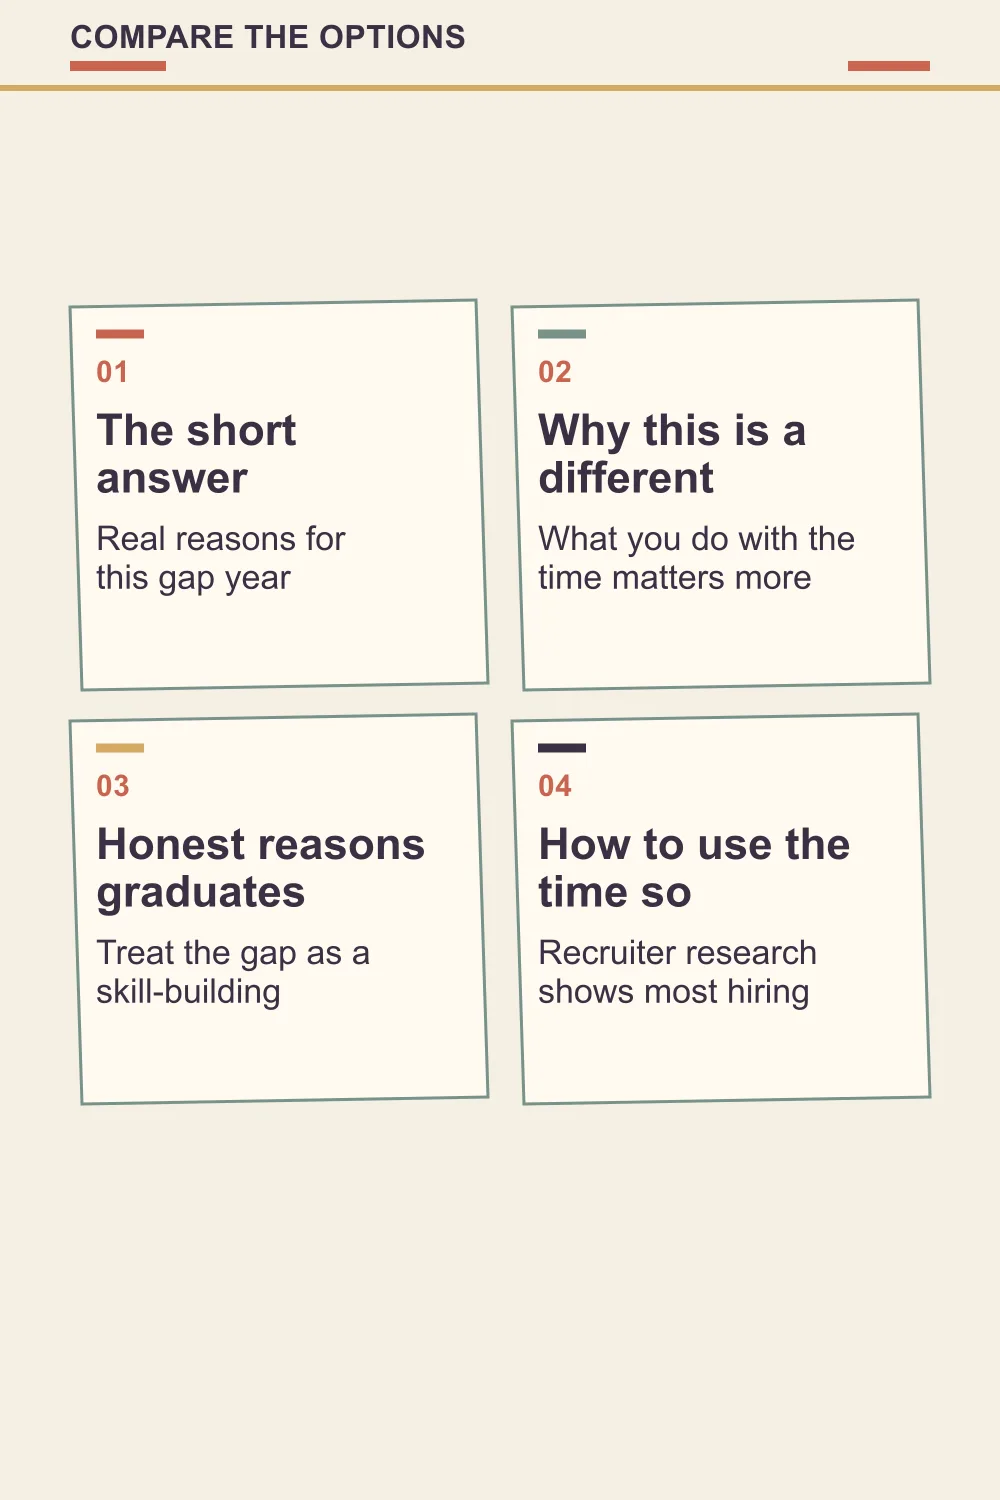 COMPARE THE OPTIONS
01
The short
answer
Real reasons for
this gap year
02
Why this is a
different
What you do with the
time matters more
03
Honest reasons
graduates
Treat the gap as a
skill-building
04
How to use the
time so
Recruiter research
shows most hiring